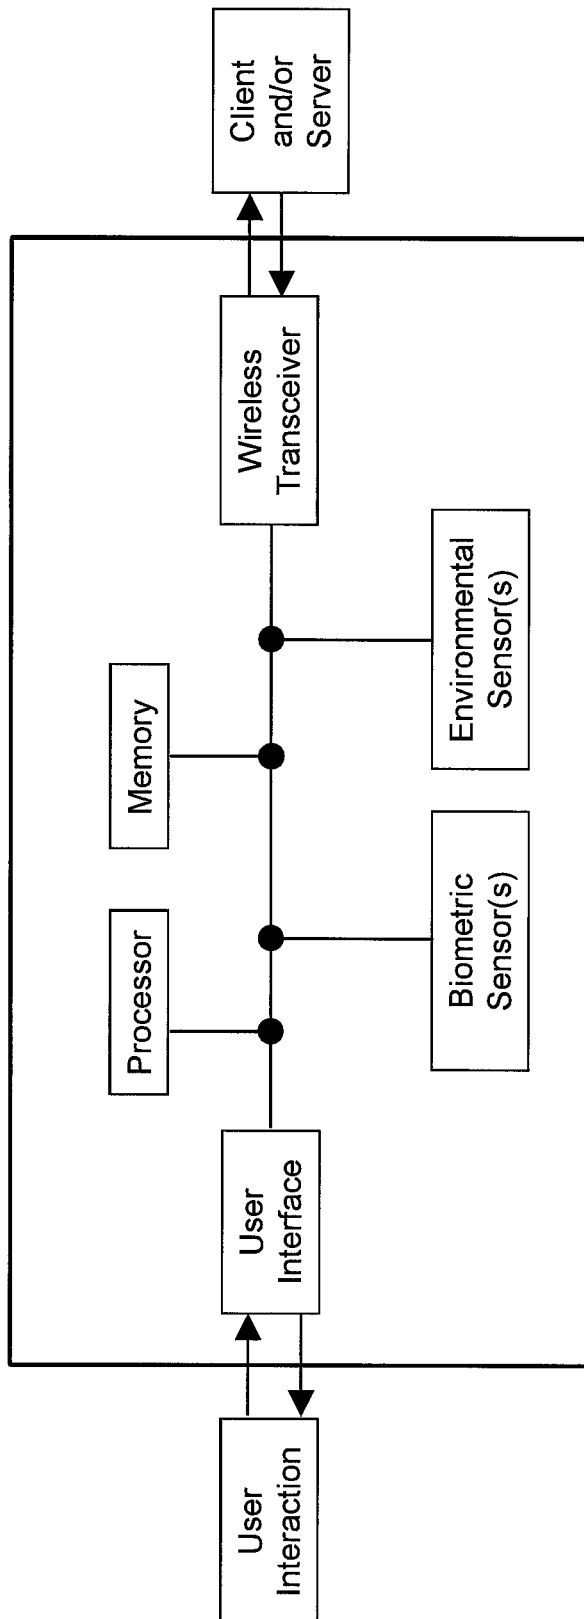 User
Interaction
User
Interface
Processor
Memory
Biometric
Sensor(s)
Environmental
Sensor(s)
Wireless
Transceiver
Client
and/or
Server